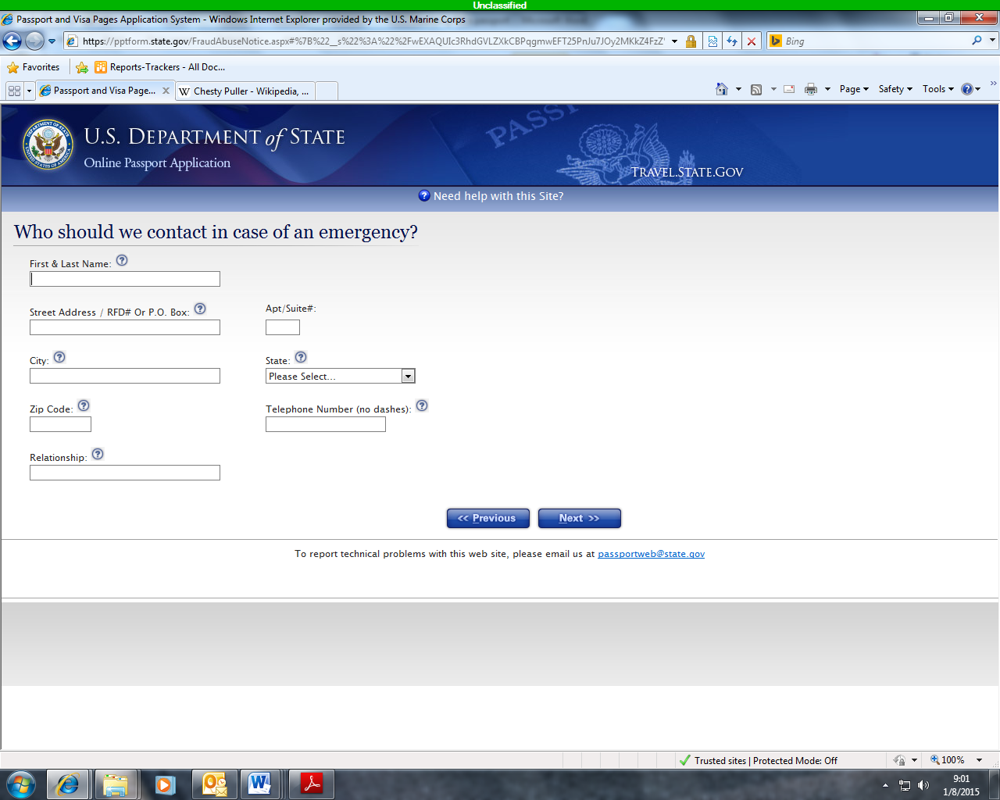 Unclassified
Passport and Visa Pages Application System - Windows Internet Explorer provided by the U.S. Marine Corps
https://pptform.state.gov/FraudAbuseNotice.aspx#%7B%22__s%22%3A%22%2FwEXAQUIc3RhdGVLZXkCBPqgmwEFT25PnJu7JOy2MKkZ4FzZ
Bing
Favorites
Reports-Trackers - All Doc...
Passport and Visa Page...
W Chesty Puller - Wikipedia, ...
Page
Safety
Tools
»
PASS
U.S. DEPARTMENT of STATE
Online Passport Application
TRAVEL.STATE.GOV
? Need help with this Site?
Who should we contact in case of an emergency?
First & Last Name: ?
Street Address / RFD# Or P.O. Box: ?
Apt/Suite#:
City: ?
State: ?
Please Select...
Zip Code: ?
Telephone Number (no dashes): ?
Relationship: ?
<< Previous
Next >>
To report technical problems with this web site, please email us at passportweb@state.gov
Trusted sites | Protected Mode: Off
100%
9:01
1/8/2015